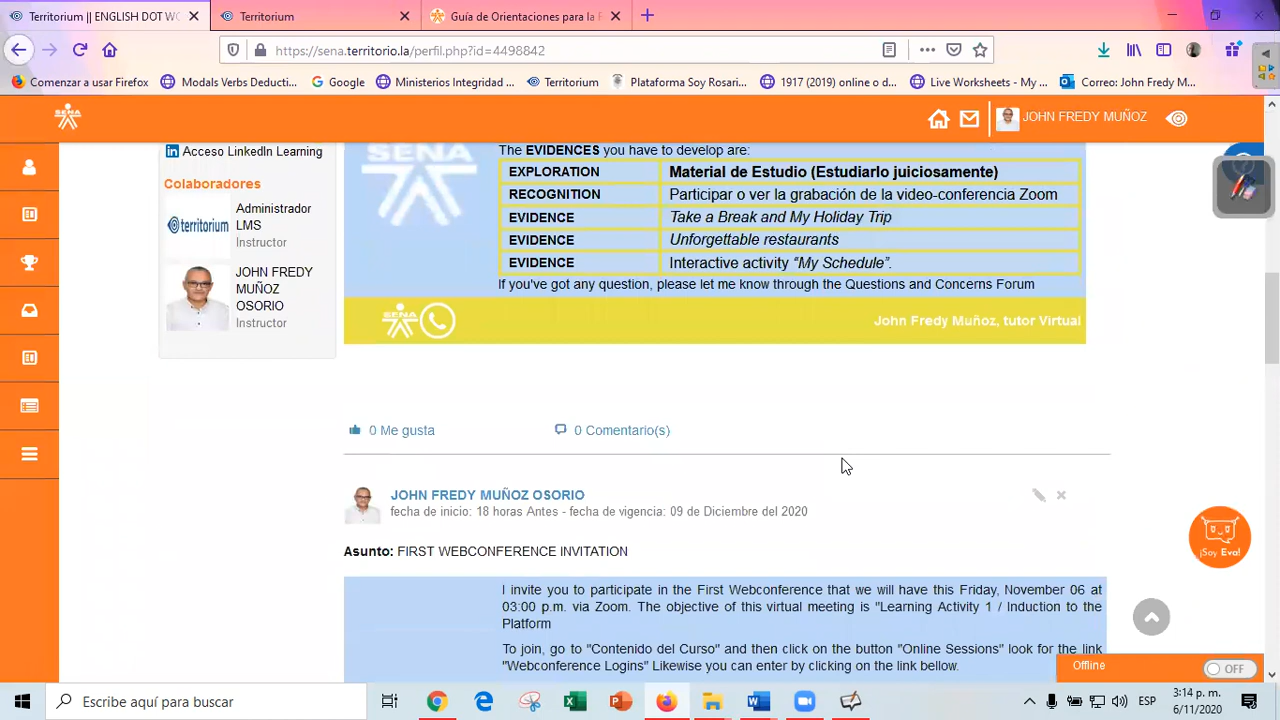 Territorium || ENGLISH DOT WO
Territorium
Guía de Orientaciones para la F
https://sena.territorio.la/perfil.php?id=4498842
Comenzar a usar Firefox
Modals Verbs Deducti...
Google
Ministerios Integridad ...
Territorium
Plataforma Soy Rosari...
1917 (2019) online o d...
Live Worksheets - My ...
Correo: John Fredy M...
SENA
JOHN FREDY MUÑOZ
Acceso LinkedIn Learning
Colaboradores
territorium
Administrador
LMS
Instructor
JOHN FREDY
MUÑOZ
OSORIO
Instructor
SENA
The EVIDENCES you have to develop are:
EXPLORATION Material de Estudio (Estudiarlo juiciosamente)
RECOGNITION Participar o ver la grabación de la video-conferencia Zoom
EVIDENCE Take a Break and My Holiday Trip
EVIDENCE Unforgettable restaurants
EVIDENCE Interactive activity “My Schedule”.
If you've got any question, please let me know through the Questions and Concerns Forum
SENA
John Fredy Muñoz, tutor Virtual
0 Me gusta
0 Comentario(s)
JOHN FREDY MUÑOZ OSORIO
fecha de inicio: 18 horas Antes - fecha de vigencia: 09 de Diciembre del 2020
Asunto: FIRST WEBCONFERENCE INVITATION
I invite you to participate in the First Webconference that we will have this Friday, November 06 at
03:00 p.m. via Zoom. The objective of this virtual meeting is "Learning Activity 1 / Induction to the
Platform
To join, go to "Contenido del Curso" and then click on the button "Online Sessions" look for the link
"Webconference Logins" Likewise you can enter by clicking on the link bellow.
¡Soy Eva!
Offline
OFF
Escribe aquí para buscar
ESP
3:14 p. m.
6/11/2020